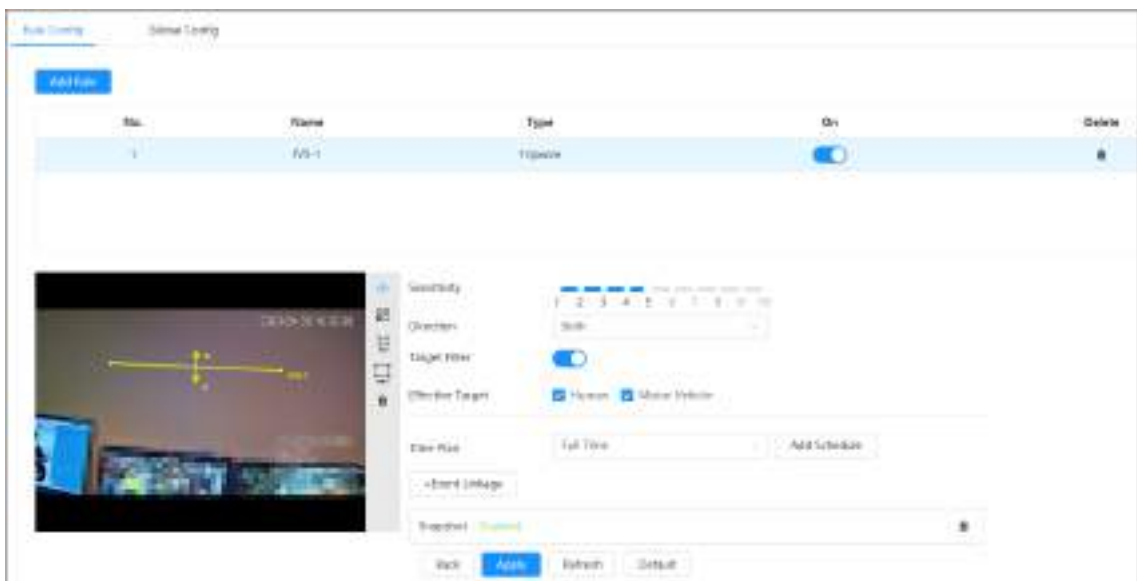 Rule Config Global Config
Add Rule
No. Name Type On Delete
1 IVS-1 Tripwire
Sensitivity
1 2 3 4 5 6 7 8 9 10
Direction Both
Target Filter
Effective Target Human Motor Vehicle
Time Plan Full Time Add Schedule
+Event Linkage
Snapshot
Back Apply Refresh Default